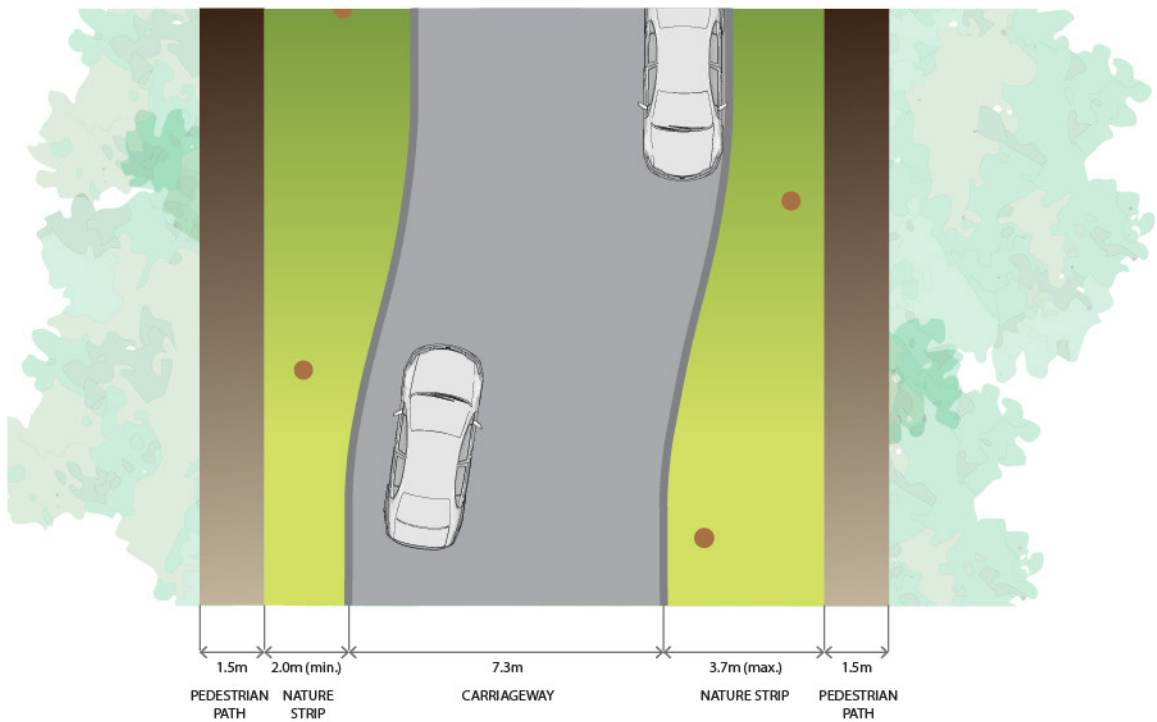 1.5m 2.0m (min.) 7.3m 3.7m (max.) 1.5m
PEDESTRIAN NATURE CARRIAGEWAY NATURE STRIP PEDESTRIAN
PATH STRIP PATH